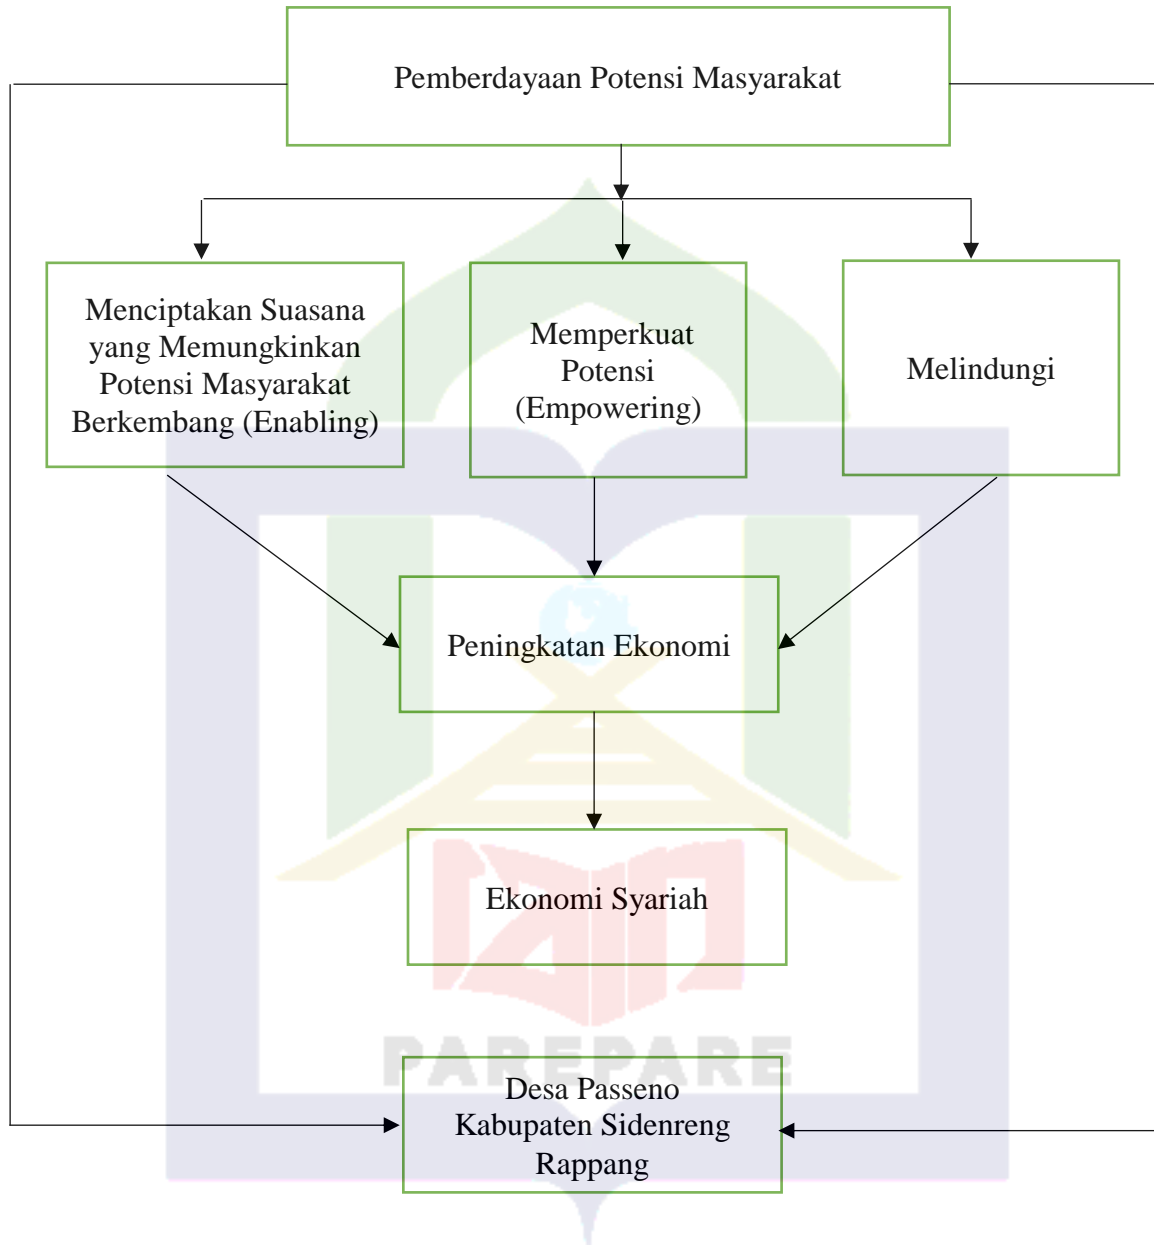 Pemberdayaan Potensi Masyarakat
Menciptakan Suasana
yang Memungkinkan
Potensi Masyarakat
Berkembang (Enabling)
Memperkuat
Potensi
(Empowering)
Melindungi
Peningkatan Ekonomi
Ekonomi Syariah
IAIN
PAREPARE
Desa Passeno
Kabupaten Sidenreng
Rappang